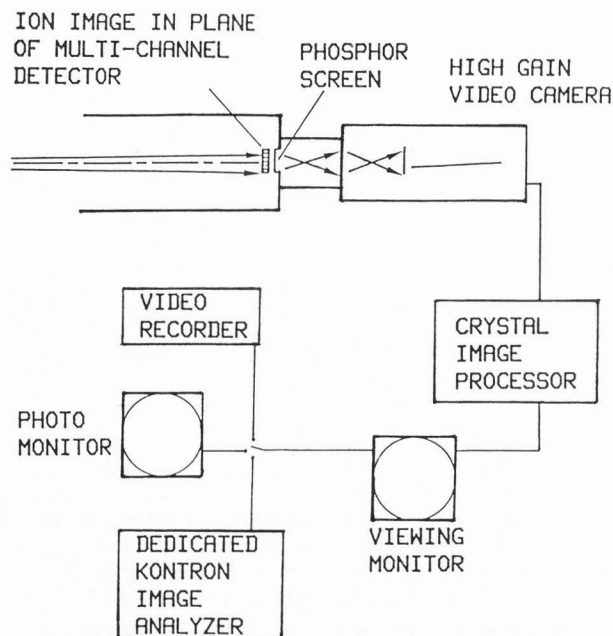 ION IMAGE IN PLANE
OF MULTI-CHANNEL
DETECTOR
PHOSPHOR
SCREEN
HIGH GAIN
VIDEO CAMERA
VIDEO
RECORDER
CRYSTAL
IMAGE
PROCESSOR
PHOTO
MONITOR
VIEWING
MONITOR
DEDICATED
KONTRON
IMAGE
ANALYZER